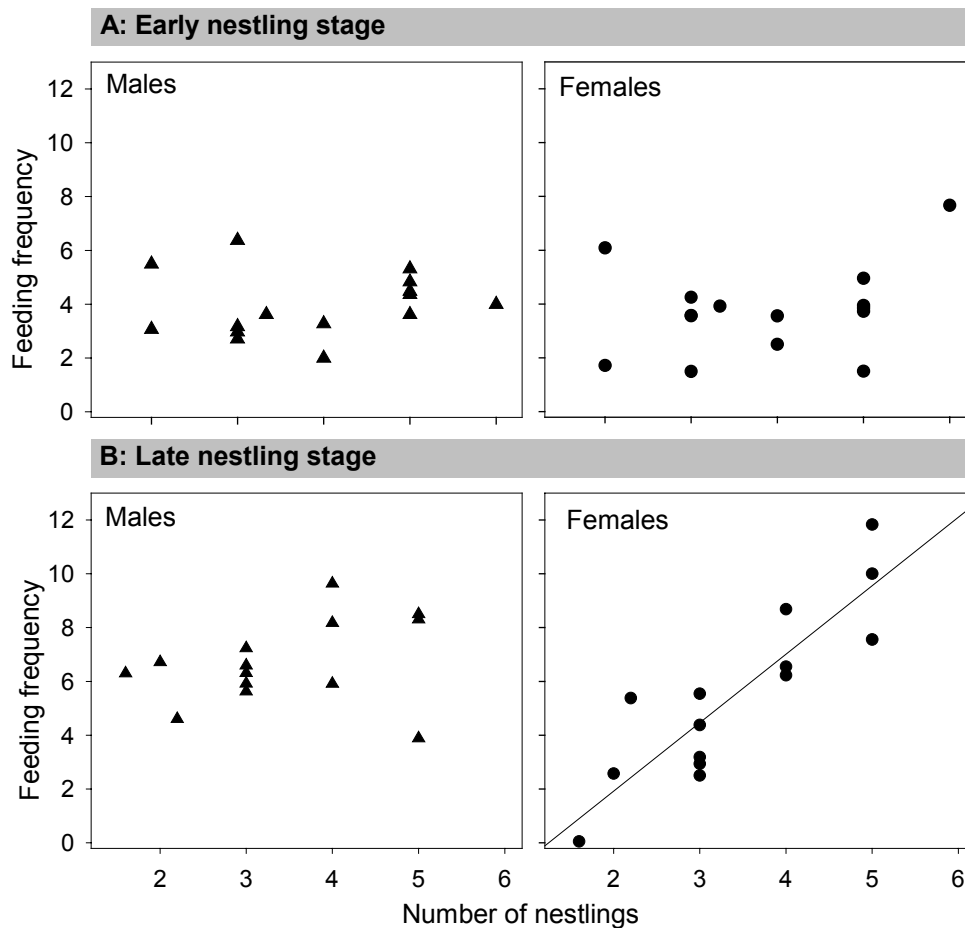 A: Early nestling stage
Males
Females
12
10
8
6
4
2
0
Feeding frequency
B: Late nestling stage
Males
Females
12
10
8
6
4
2
0
Feeding frequency
2 3 4 5 6 2 3 4 5 6
Number of nestlings